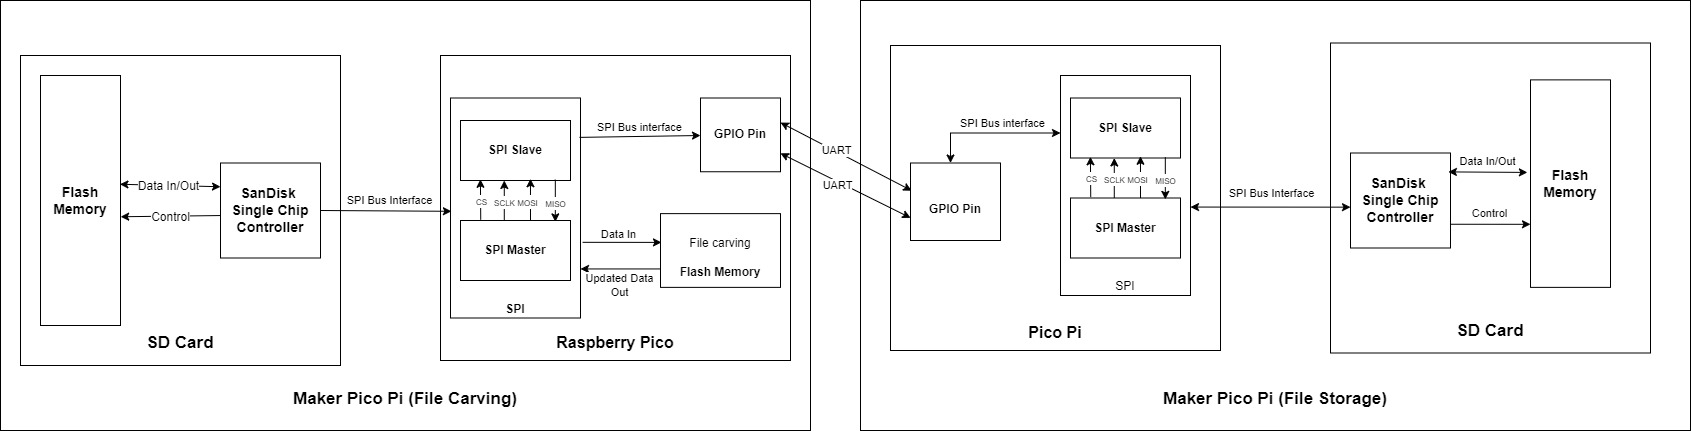 Flash
Memory
Data In/Out
Control
SanDisk
Single Chip
Controller
SD Card
SPI Bus Interface
SPI Slave
CS
SCLK
MOSI
MISO
SPI Master
SPI
SPI Bus interface
GPIO Pin
Data In
Updated Data
Out
File carving
Flash Memory
Raspberry Pico
Maker Pico Pi (File Carving)
UART
UART
GPIO Pin
SPI Bus interface
SPI Slave
CS
SCLK
MOSI
MISO
SPI Master
SPI
Pico Pi
SPI Bus Interface
SanDisk
Single Chip
Controller
Data In/Out
Control
Flash
Memory
SD Card
Maker Pico Pi (File Storage)